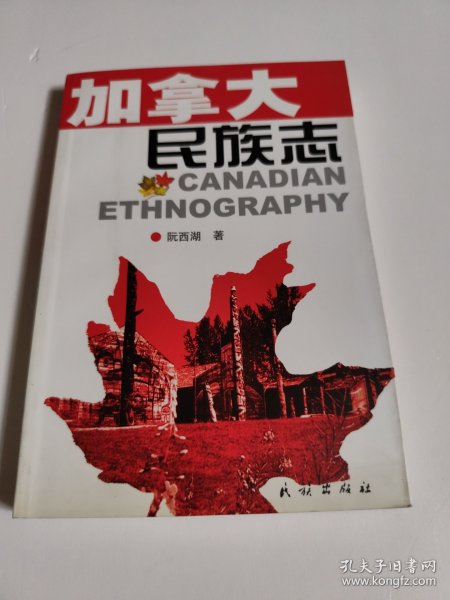 加拿大
民族志
CANADIAN
ETHNOGRAPHY
阮西湖 著
民族出版社
孔夫子旧书网
www.kongfz.com